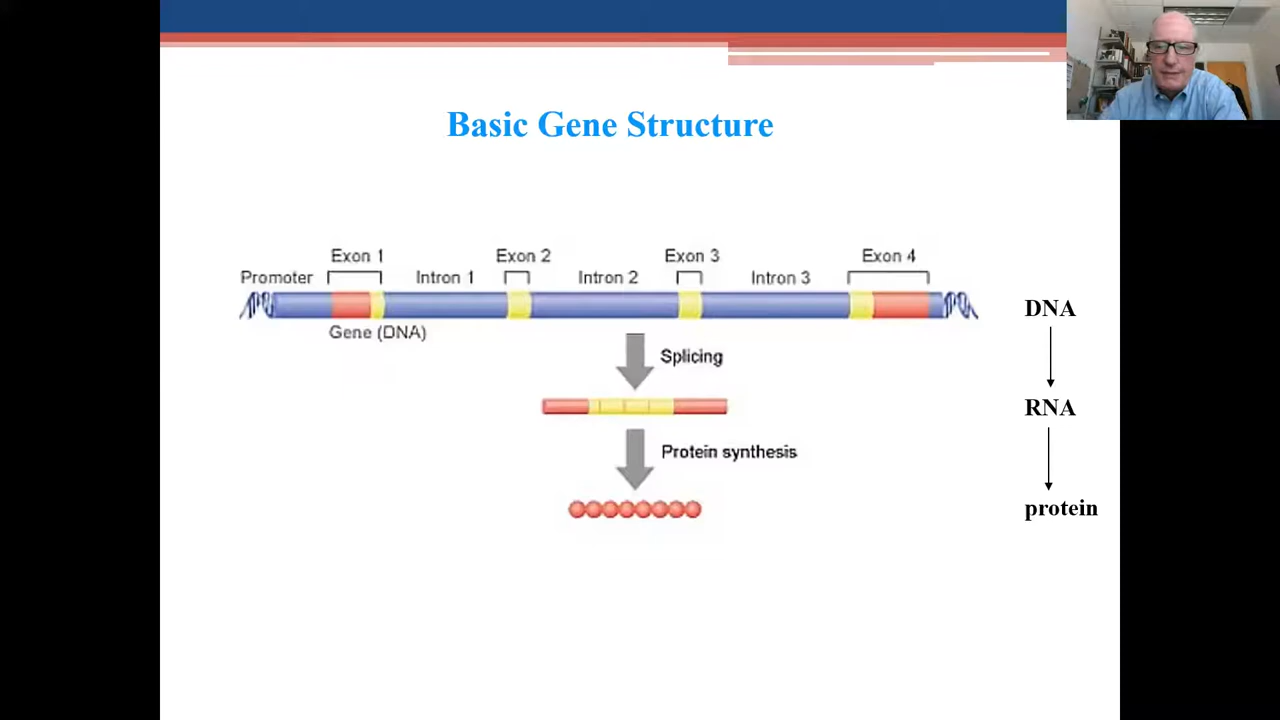 Basic Gene Structure
Exon 1 Exon 2 Exon 3 Exon 4
Promoter Intron 1 Intron 2 Intron 3
DNA
Gene (DNA)
Splicing
RNA
Protein synthesis
protein